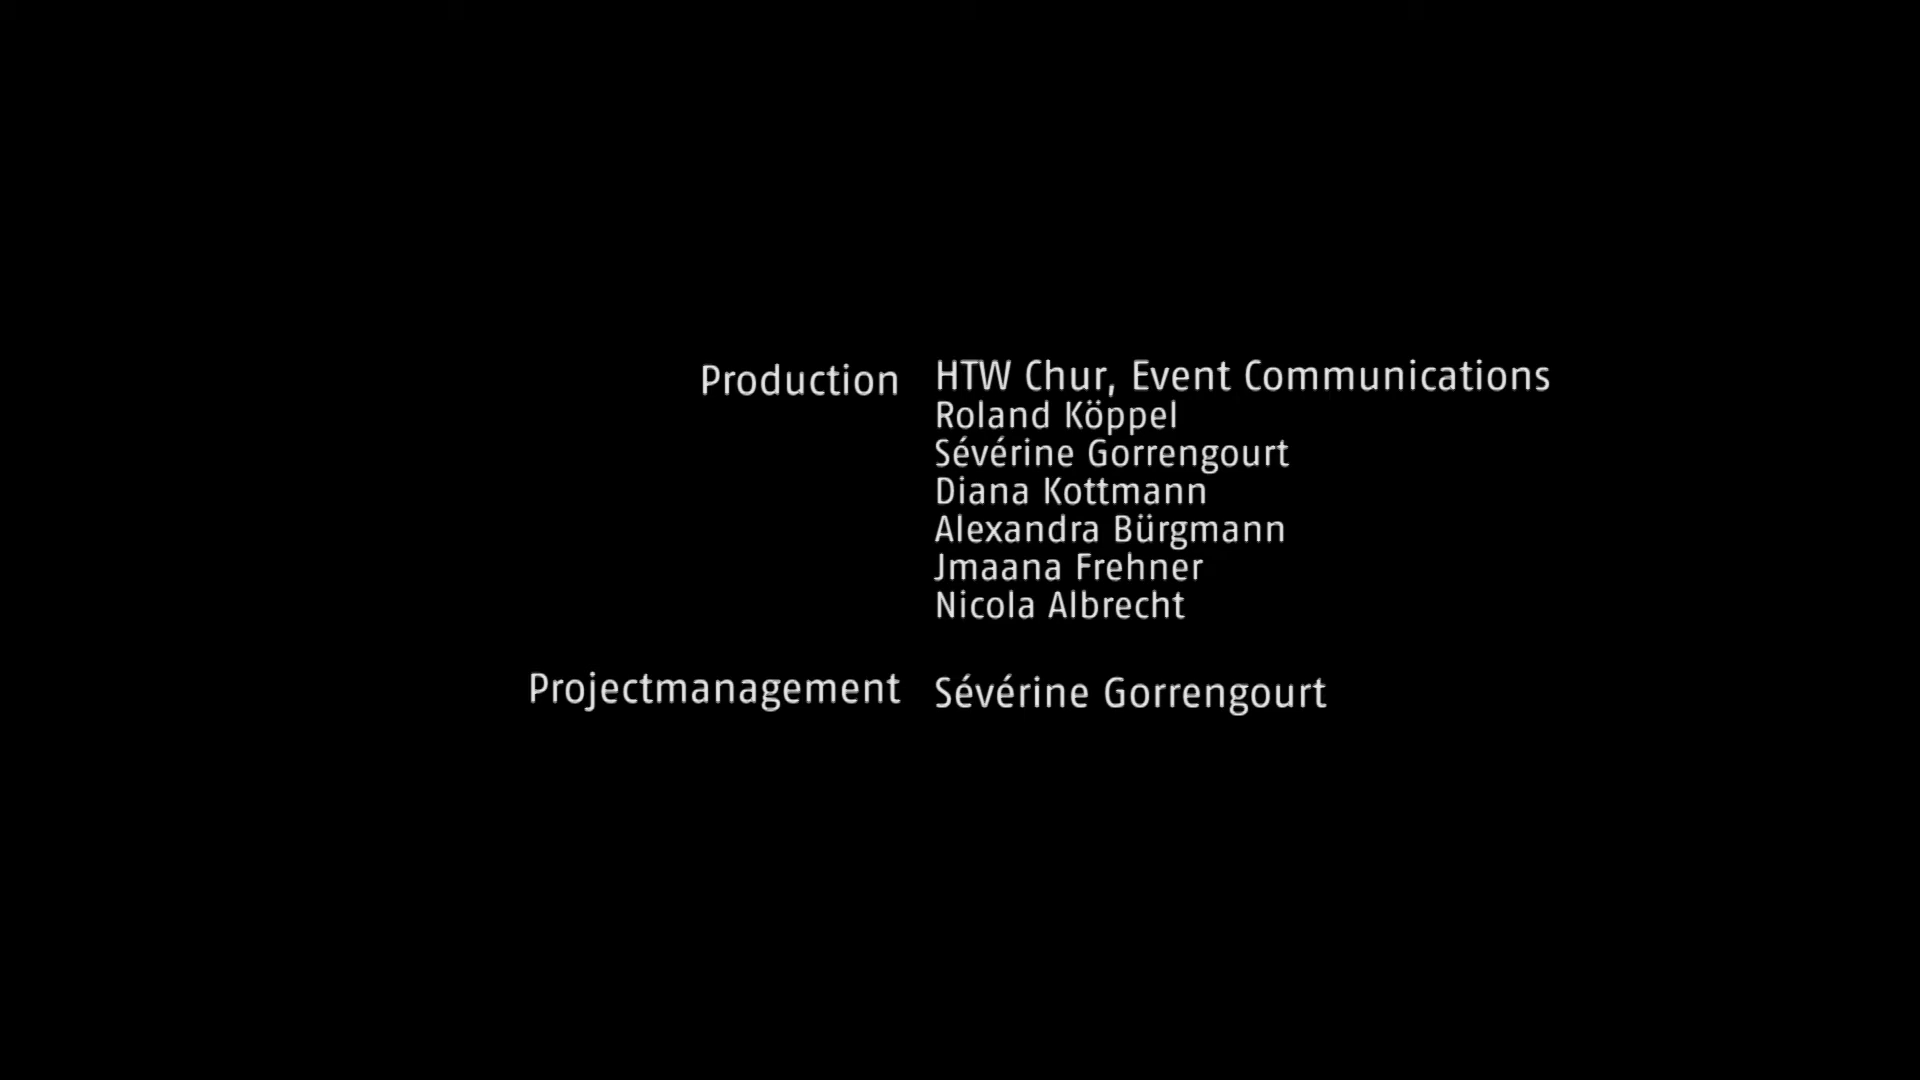 Production HTW Chur, Event Communications
Roland Köppel
Sévérine Gorrengourt
Diana Kottmann
Alexandra Bürgmann
Jmaana Frehner
Nicola Albrecht
Projectmanagement Sévérine Gorrengourt